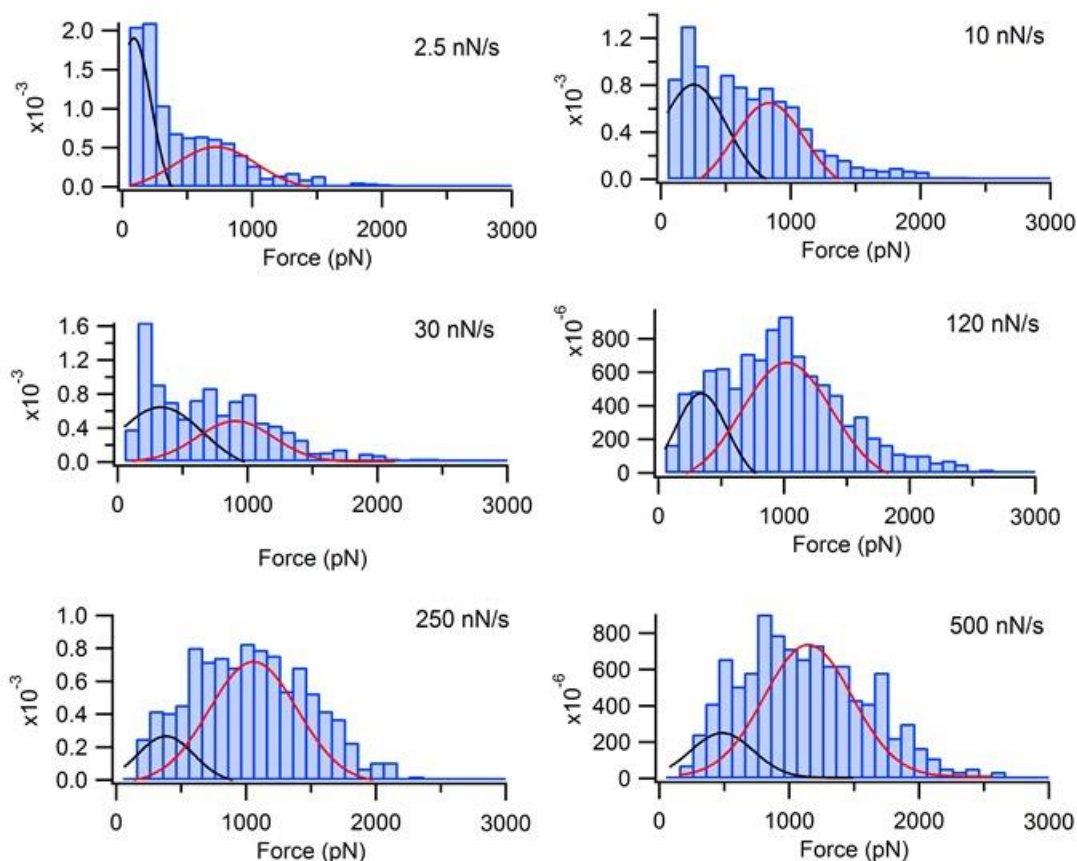 2.5 nN/s
x10⁻³
2.0
1.5
1.0
0.5
0.0
0 1000 2000 3000
Force (pN)
10 nN/s
x10⁻³
1.2
0.8
0.4
0.0
0 1000 2000 3000
Force (pN)
30 nN/s
x10⁻³
1.6
1.2
0.8
0.4
0.0
0 1000 2000 3000
Force (pN)
120 nN/s
x10⁻⁶
800
600
400
200
0
0 1000 2000 3000
Force (pN)
250 nN/s
x10⁻³
1.0
0.8
0.6
0.4
0.2
0.0
0 1000 2000 3000
Force (pN)
500 nN/s
x10⁻⁶
800
600
400
200
0
0 1000 2000 3000
Force (pN)